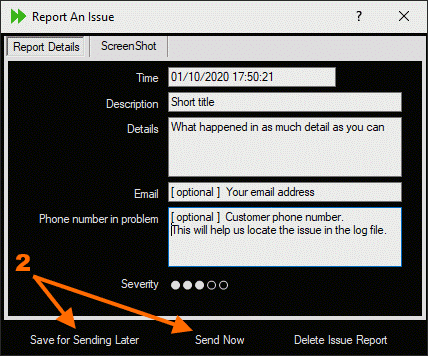 Report An Issue
Report Details
ScreenShot
Time
01/10/2020 17:50:21
Description
Short title
Details
What happened in as much detail as you can
Email
[ optional ] Your email address
Phone number in problem
[ optional ] Customer phone number.
This will help us locate the issue in the log file.
Severity
2
Save for Sending Later
Send Now
Delete Issue Report